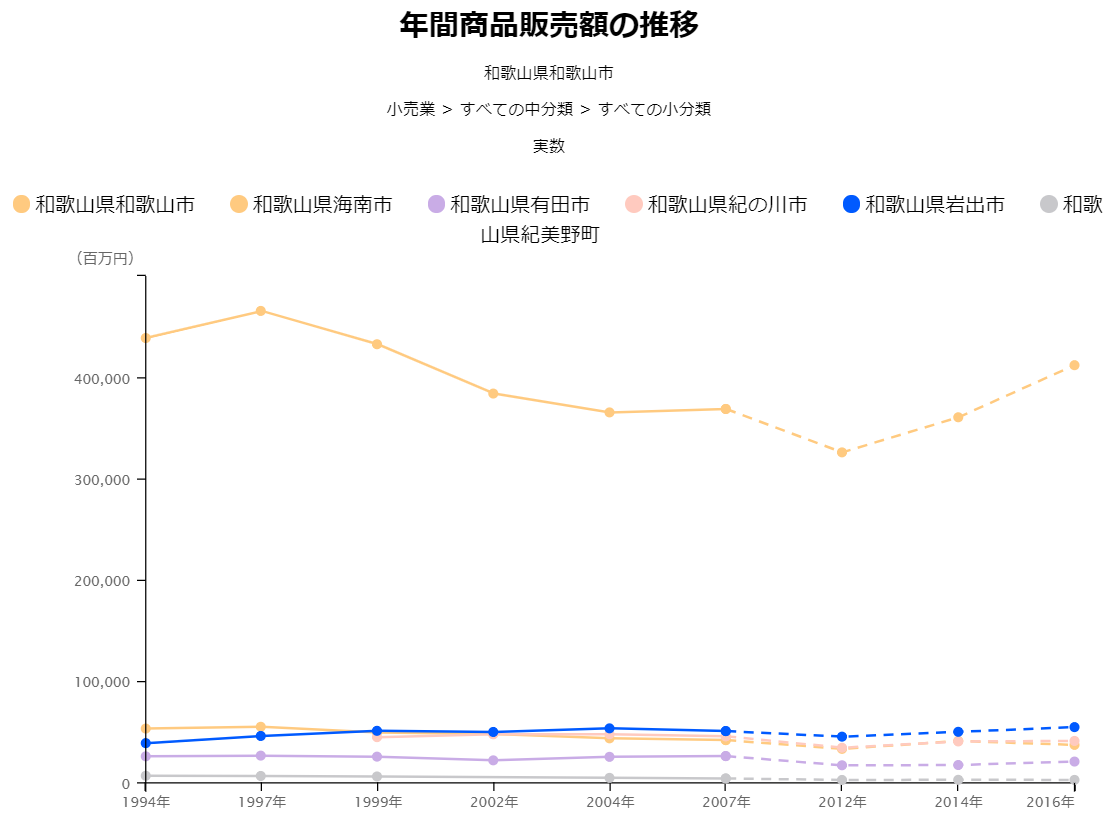 年間商品販売額の推移
和歌山県和歌山市
小売業 > すべての中分類 > すべての小分類
実数
和歌山県和歌山市 和歌山県海南市 和歌山県有田市 和歌山県紀の川市 和歌山県岩出市 和歌
山県紀美野町
（百万円）
400,000
300,000
200,000
100,000
0
1994年 1997年 1999年 2002年 2004年 2007年 2012年 2014年 2016年